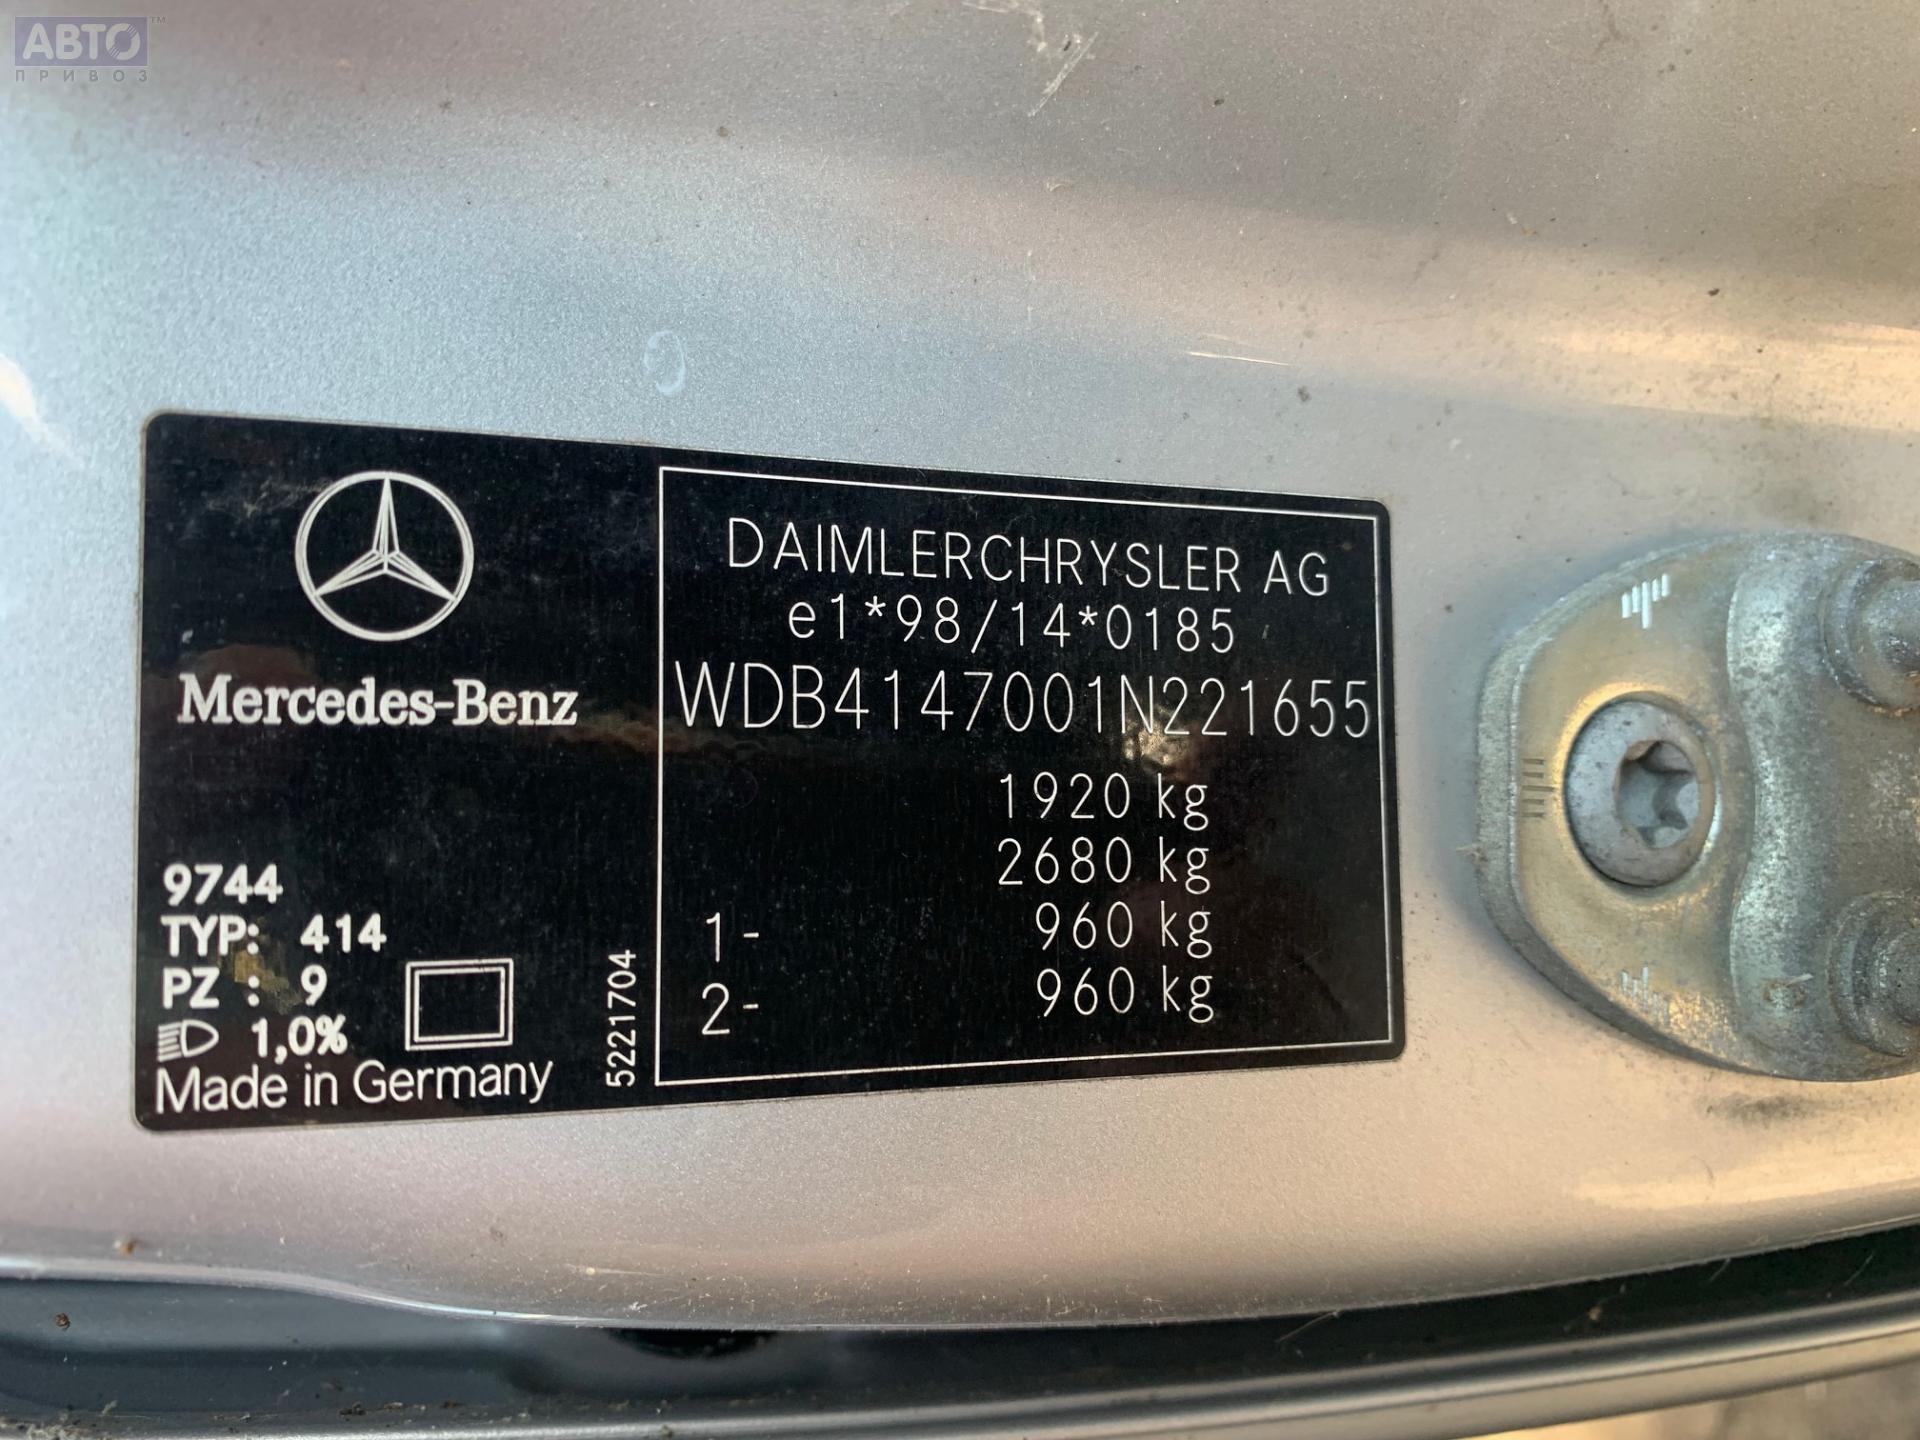 АВТО™
ПРИВОЗ
Mercedes-Benz
9744
TYP: 414
PZ : 9
1,0%
Made in Germany
5221704
DAIMLERCHRYSLER AG
e1*98/14*0185
WDB4147001N221655
1920 kg
2680 kg
1- 960 kg
2- 960 kg